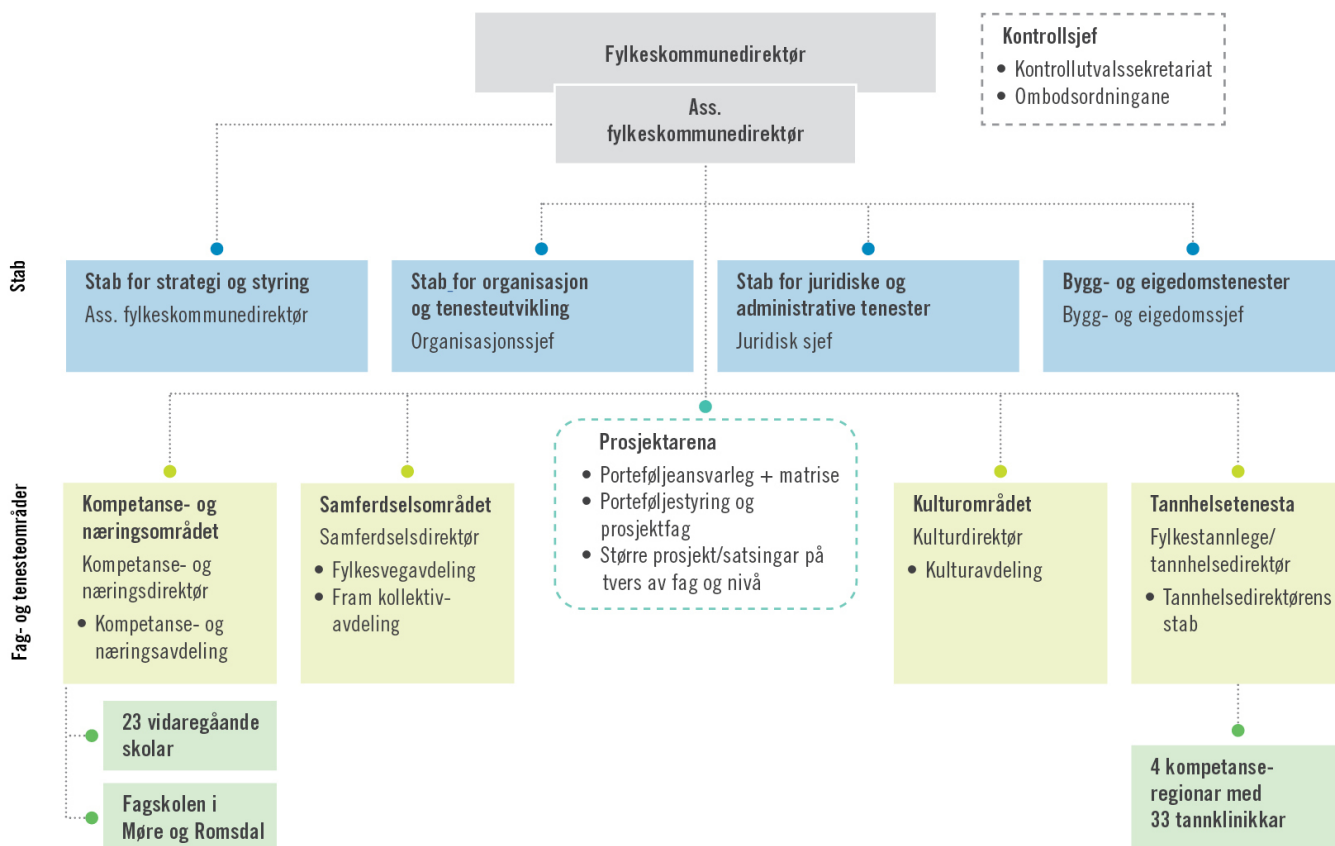 Fylkeskommunedirektør
Ass.
fylkeskommunedirektør
Kontrollsjef
• Kontrollutvalssekretariat
• Ombodsordningane
Stab
Stab for strategi og styring
Ass. fylkeskommunedirektør
Stab for organisasjon
og tenesteutvikling
Organisasjonssjef
Stab for juridiske og
administrative tenester
Juridisk sjef
Bygg- og eigedomstenester
Bygg- og eigedomssjef
Fag- og tenesteområder
Kompetanse- og
næringsområdet
Kompetanse- og
næringsdirektør
• Kompetanse- og
næringsavdeling
Samferdselsområdet
Samferdselsdirektør
• Fylkesvegavdeling
• Fram kollektiv-
avdeling
Prosjektarena
• Porteføljeansvarleg + matrise
• Porteføljestyring og
prosjektfag
• Større prosjekt/satsingar på
tvers av fag og nivå
Kulturområdet
Kulturdirektør
• Kulturavdeling
Tannhelsetenesta
Fylkestannlege/
tannhelsedirektør
• Tannhelsedirektørens
stab
23 vidaregåande
skolar
Fagskolen i
Møre og Romsdal
4 kompetanse-
regionar med
33 tannklinikkar